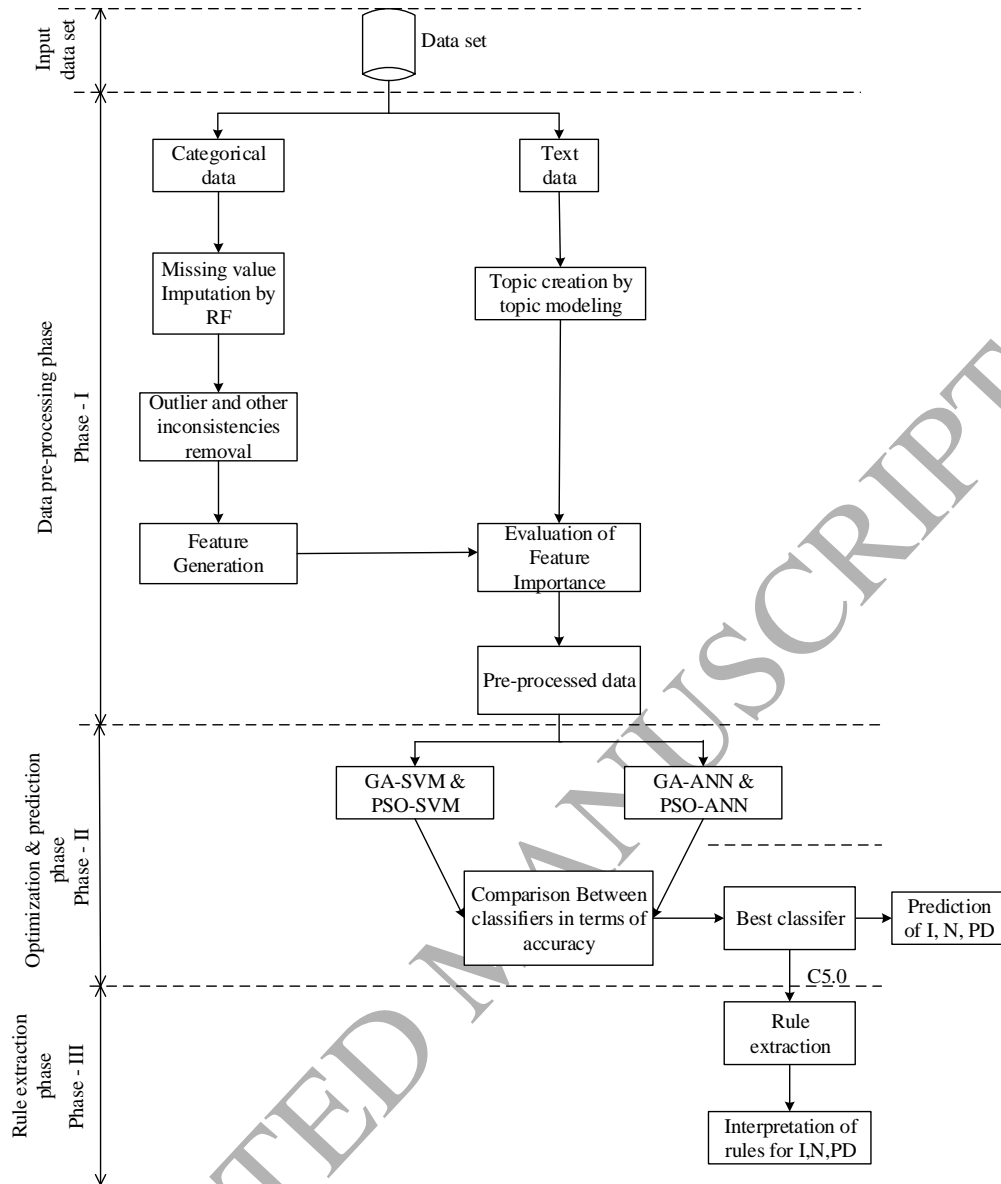 Input
data set
Data set
Data pre-processing phase
Phase - I
Categorical
data
Text
data
Missing value
Imputation by
RF
Topic creation by
topic modeling
Outlier and other
inconsistencies
removal
Feature
Generation
Evaluation of
Feature
Importance
Pre-processed data
Optimization & prediction
phase
Phase - II
GA-SVM &
PSO-SVM
GA-ANN &
PSO-ANN
Comparison Between
classifiers in terms of
accuracy
Best classifer
Prediction
of I, N, PD
C5.0
Rule extraction
phase
Phase - III
Rule
extraction
Interpretation of
rules for I,N,PD
TED MANUSCRIPT